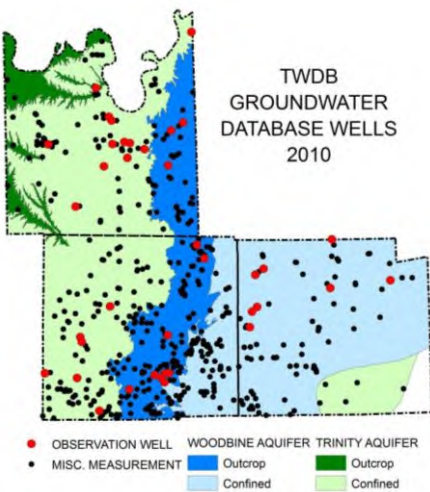 TWDB
GROUNDWATER
DATABASE WELLS
2010
OBSERVATION WELL WOODBINE AQUIFER TRINITY AQUIFER
MISC. MEASUREMENT Outcrop Outcrop
Confined Confined